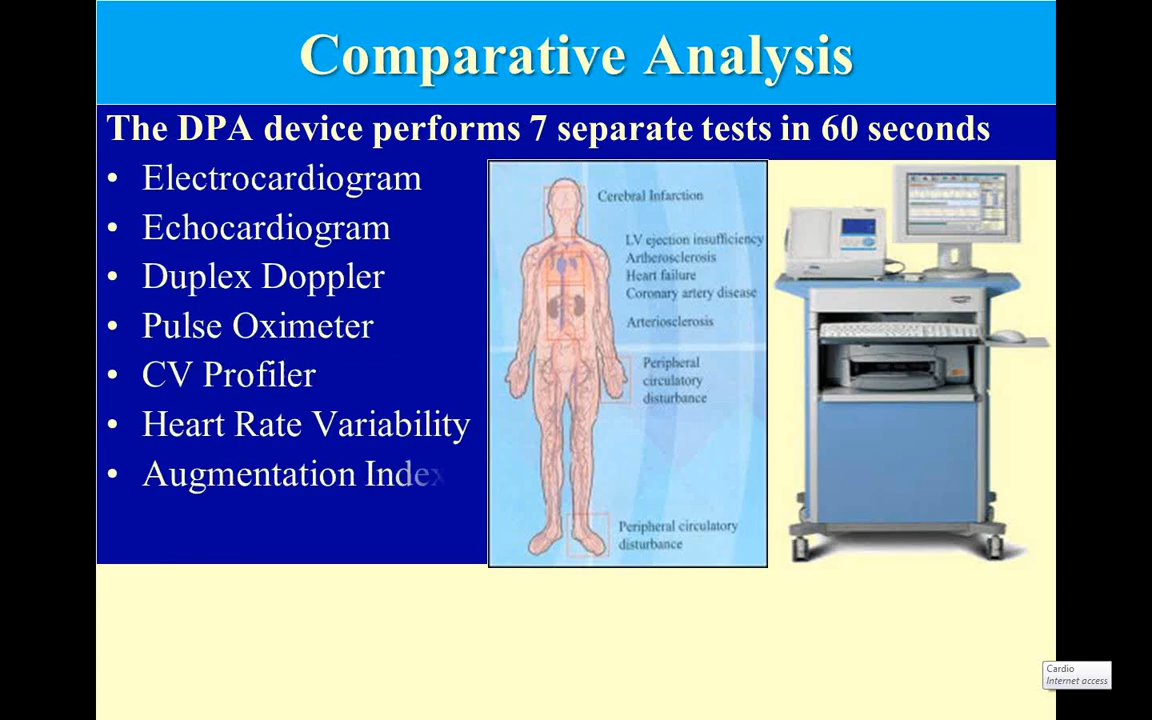 Comparative Analysis
The DPA device performs 7 separate tests in 60 seconds
• Electrocardiogram
• Echocardiogram
• Duplex Doppler
• Pulse Oximeter
• CV Profiler
• Heart Rate Variability
• Augmentation Index
Cerebral Infarction
LV ejection insufficiency
Artherosclerosis
Heart failure
Coronary artery disease
Arteriosclerosis
Peripheral
circulatory
disturbance
Peripheral circulatory
disturbance
Cardio
Internet access